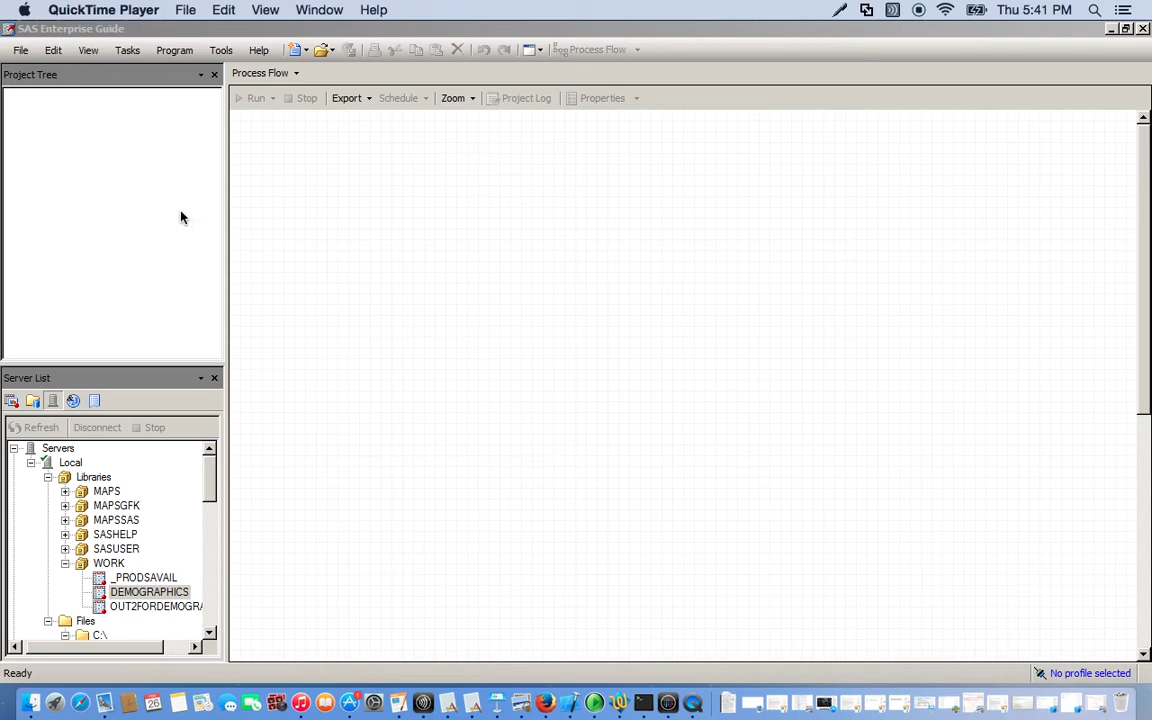 QuickTime Player File Edit View Window Help Thu 5:41 PM
SAS Enterprise Guide
File Edit View Tasks Program Tools Help Process Flow
Project Tree
Process Flow
Run Stop Export Schedule Zoom Project Log Properties
Server List
Refresh Disconnect Stop
Servers
Local
Libraries
MAPS
MAPSGFK
MAPSSAS
SASHELP
SASUSER
WORK
_PRODSAVAIL
DEMOGRAPHICS
OUT2FORDEMOGRA
Files
C:\
Ready
No profile selected
26
1